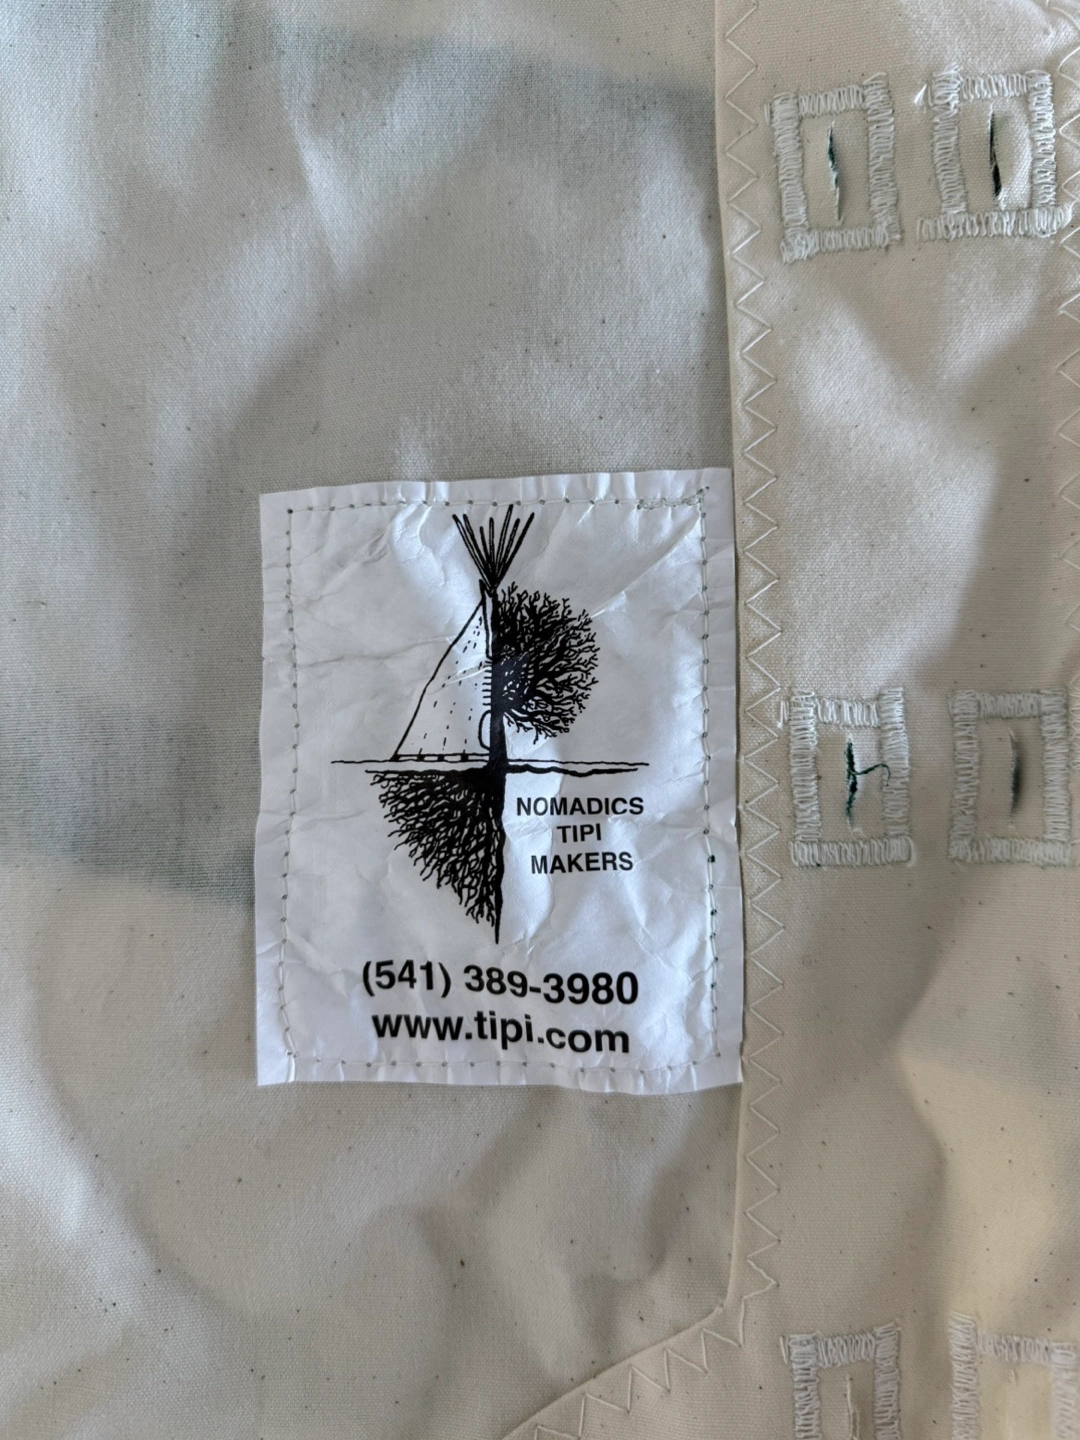 NOMADICS
TIPI
MAKERS
(541) 389-3980
www.tipi.com